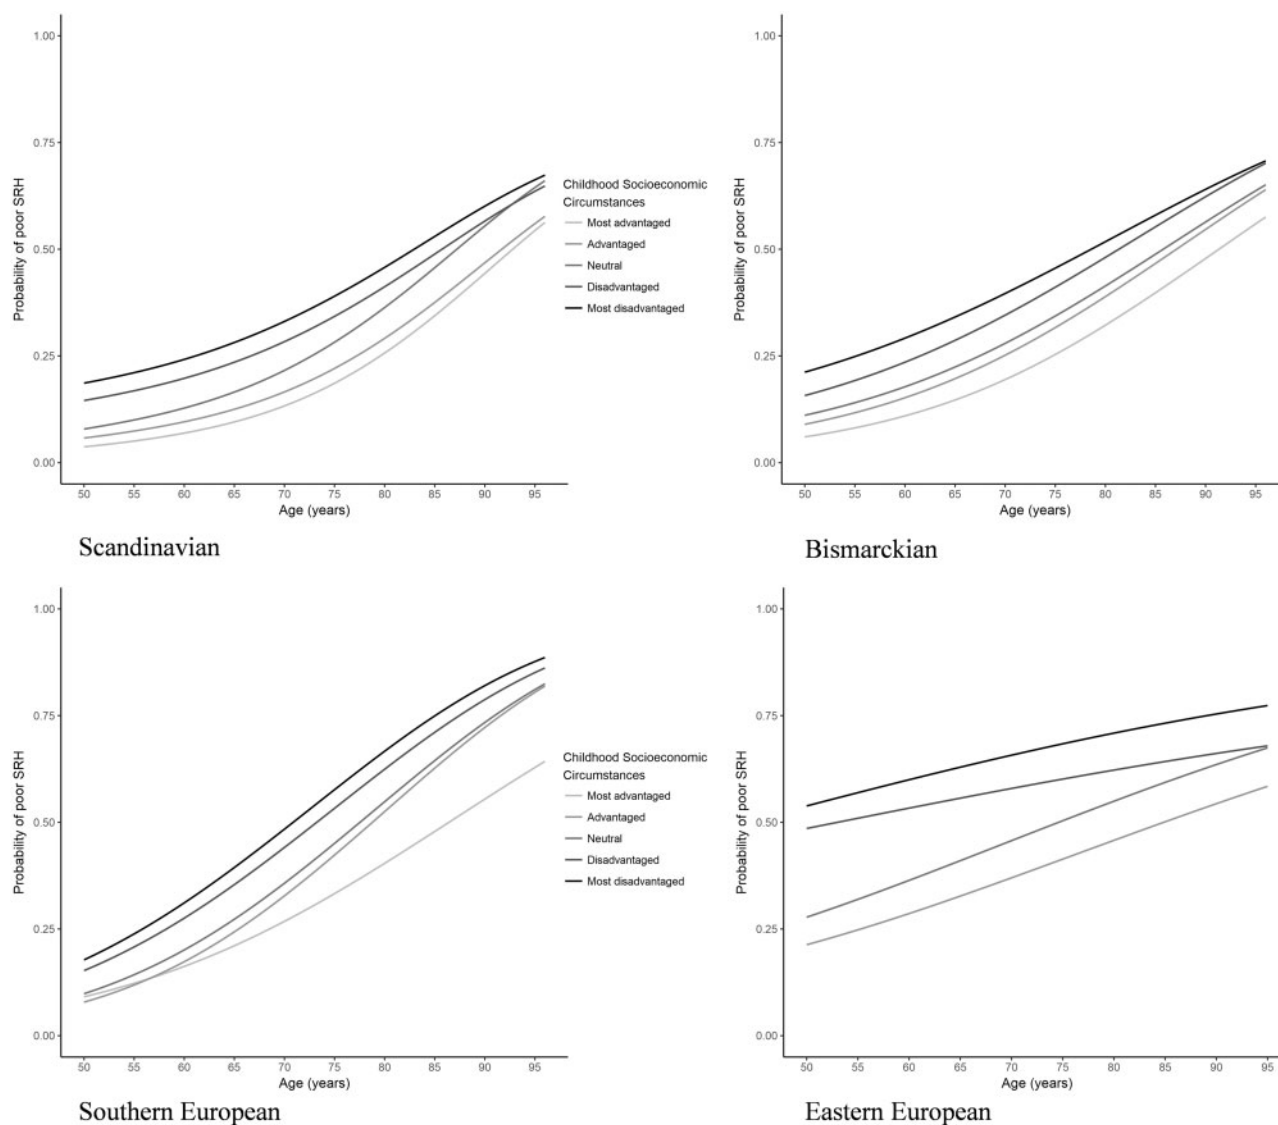 1.00
0.75
0.50
0.25
0.00
Probability of poor SRH
50 55 60 65 70 75 80 85 90 95
Age (years)
Childhood Socioeconomic
Circumstances
Most advantaged
Advantaged
Neutral
Disadvantaged
Most disadvantaged
Scandinavian
1.00
0.75
0.50
0.25
0.00
Probability of poor SRH
50 55 60 65 70 75 80 85 90 95
Age (years)
Bismarckian
1.00
0.75
0.50
0.25
0.00
Probability of poor SRH
50 55 60 65 70 75 80 85 90 95
Age (years)
Childhood Socioeconomic
Circumstances
Most advantaged
Advantaged
Neutral
Disadvantaged
Most disadvantaged
Southern European
1.00
0.75
0.50
0.25
0.00
Probability of poor SRH
50 55 60 65 70 75 80 85 90 95
Age (years)
Eastern European